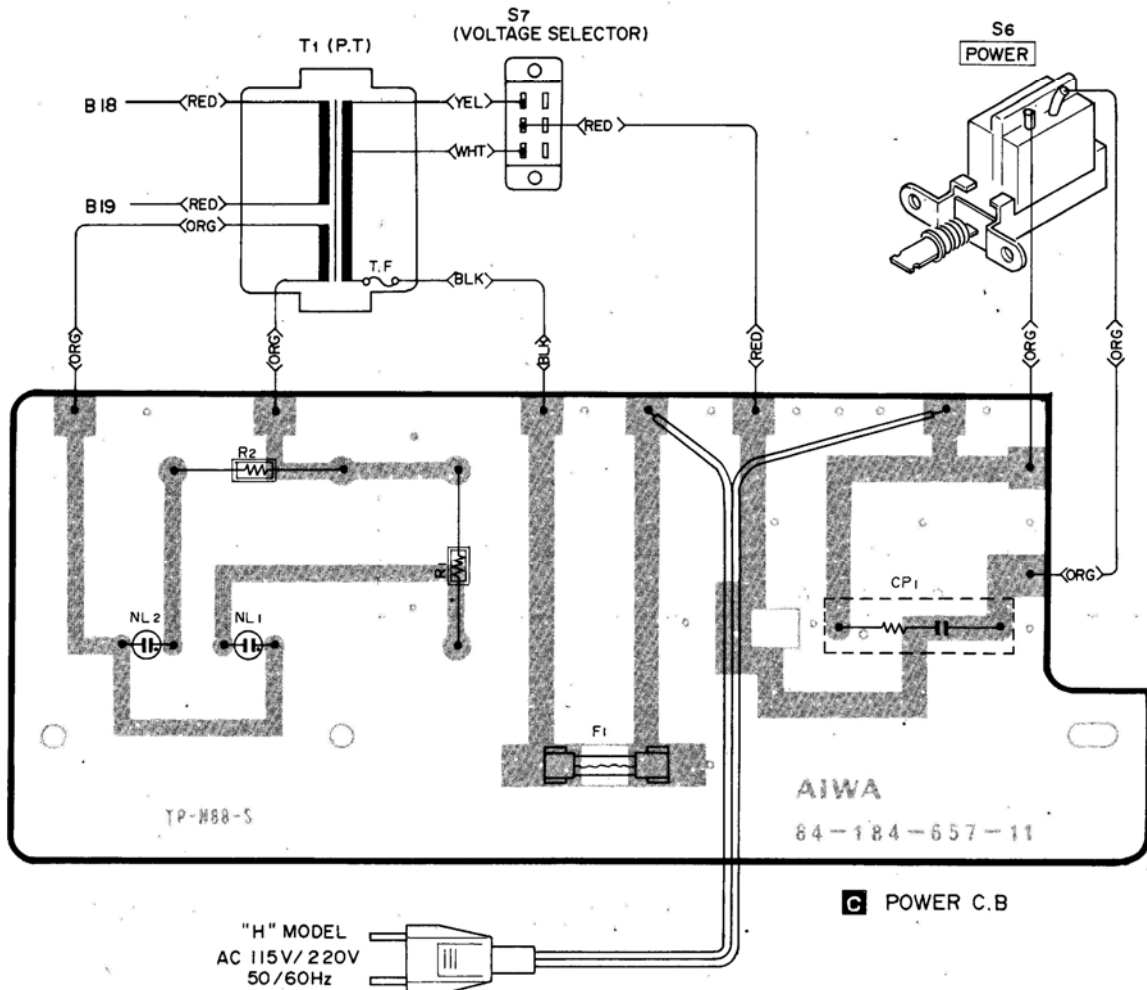 S7
(VOLTAGE SELECTOR)
T1 (P.T)
S6
POWER
B18
RED
YEL
RED
WHT
B19
RED
ORG
T.F
BLK
ORG
ORG
BLK
RED
ORG
ORG
R2
R1
CP1
ORG
NL2
NL1
F1
AIWA
YP-M88-S
84-184-657-11
C POWER C.B
"H" MODEL
AC 115V/220V
50/60Hz